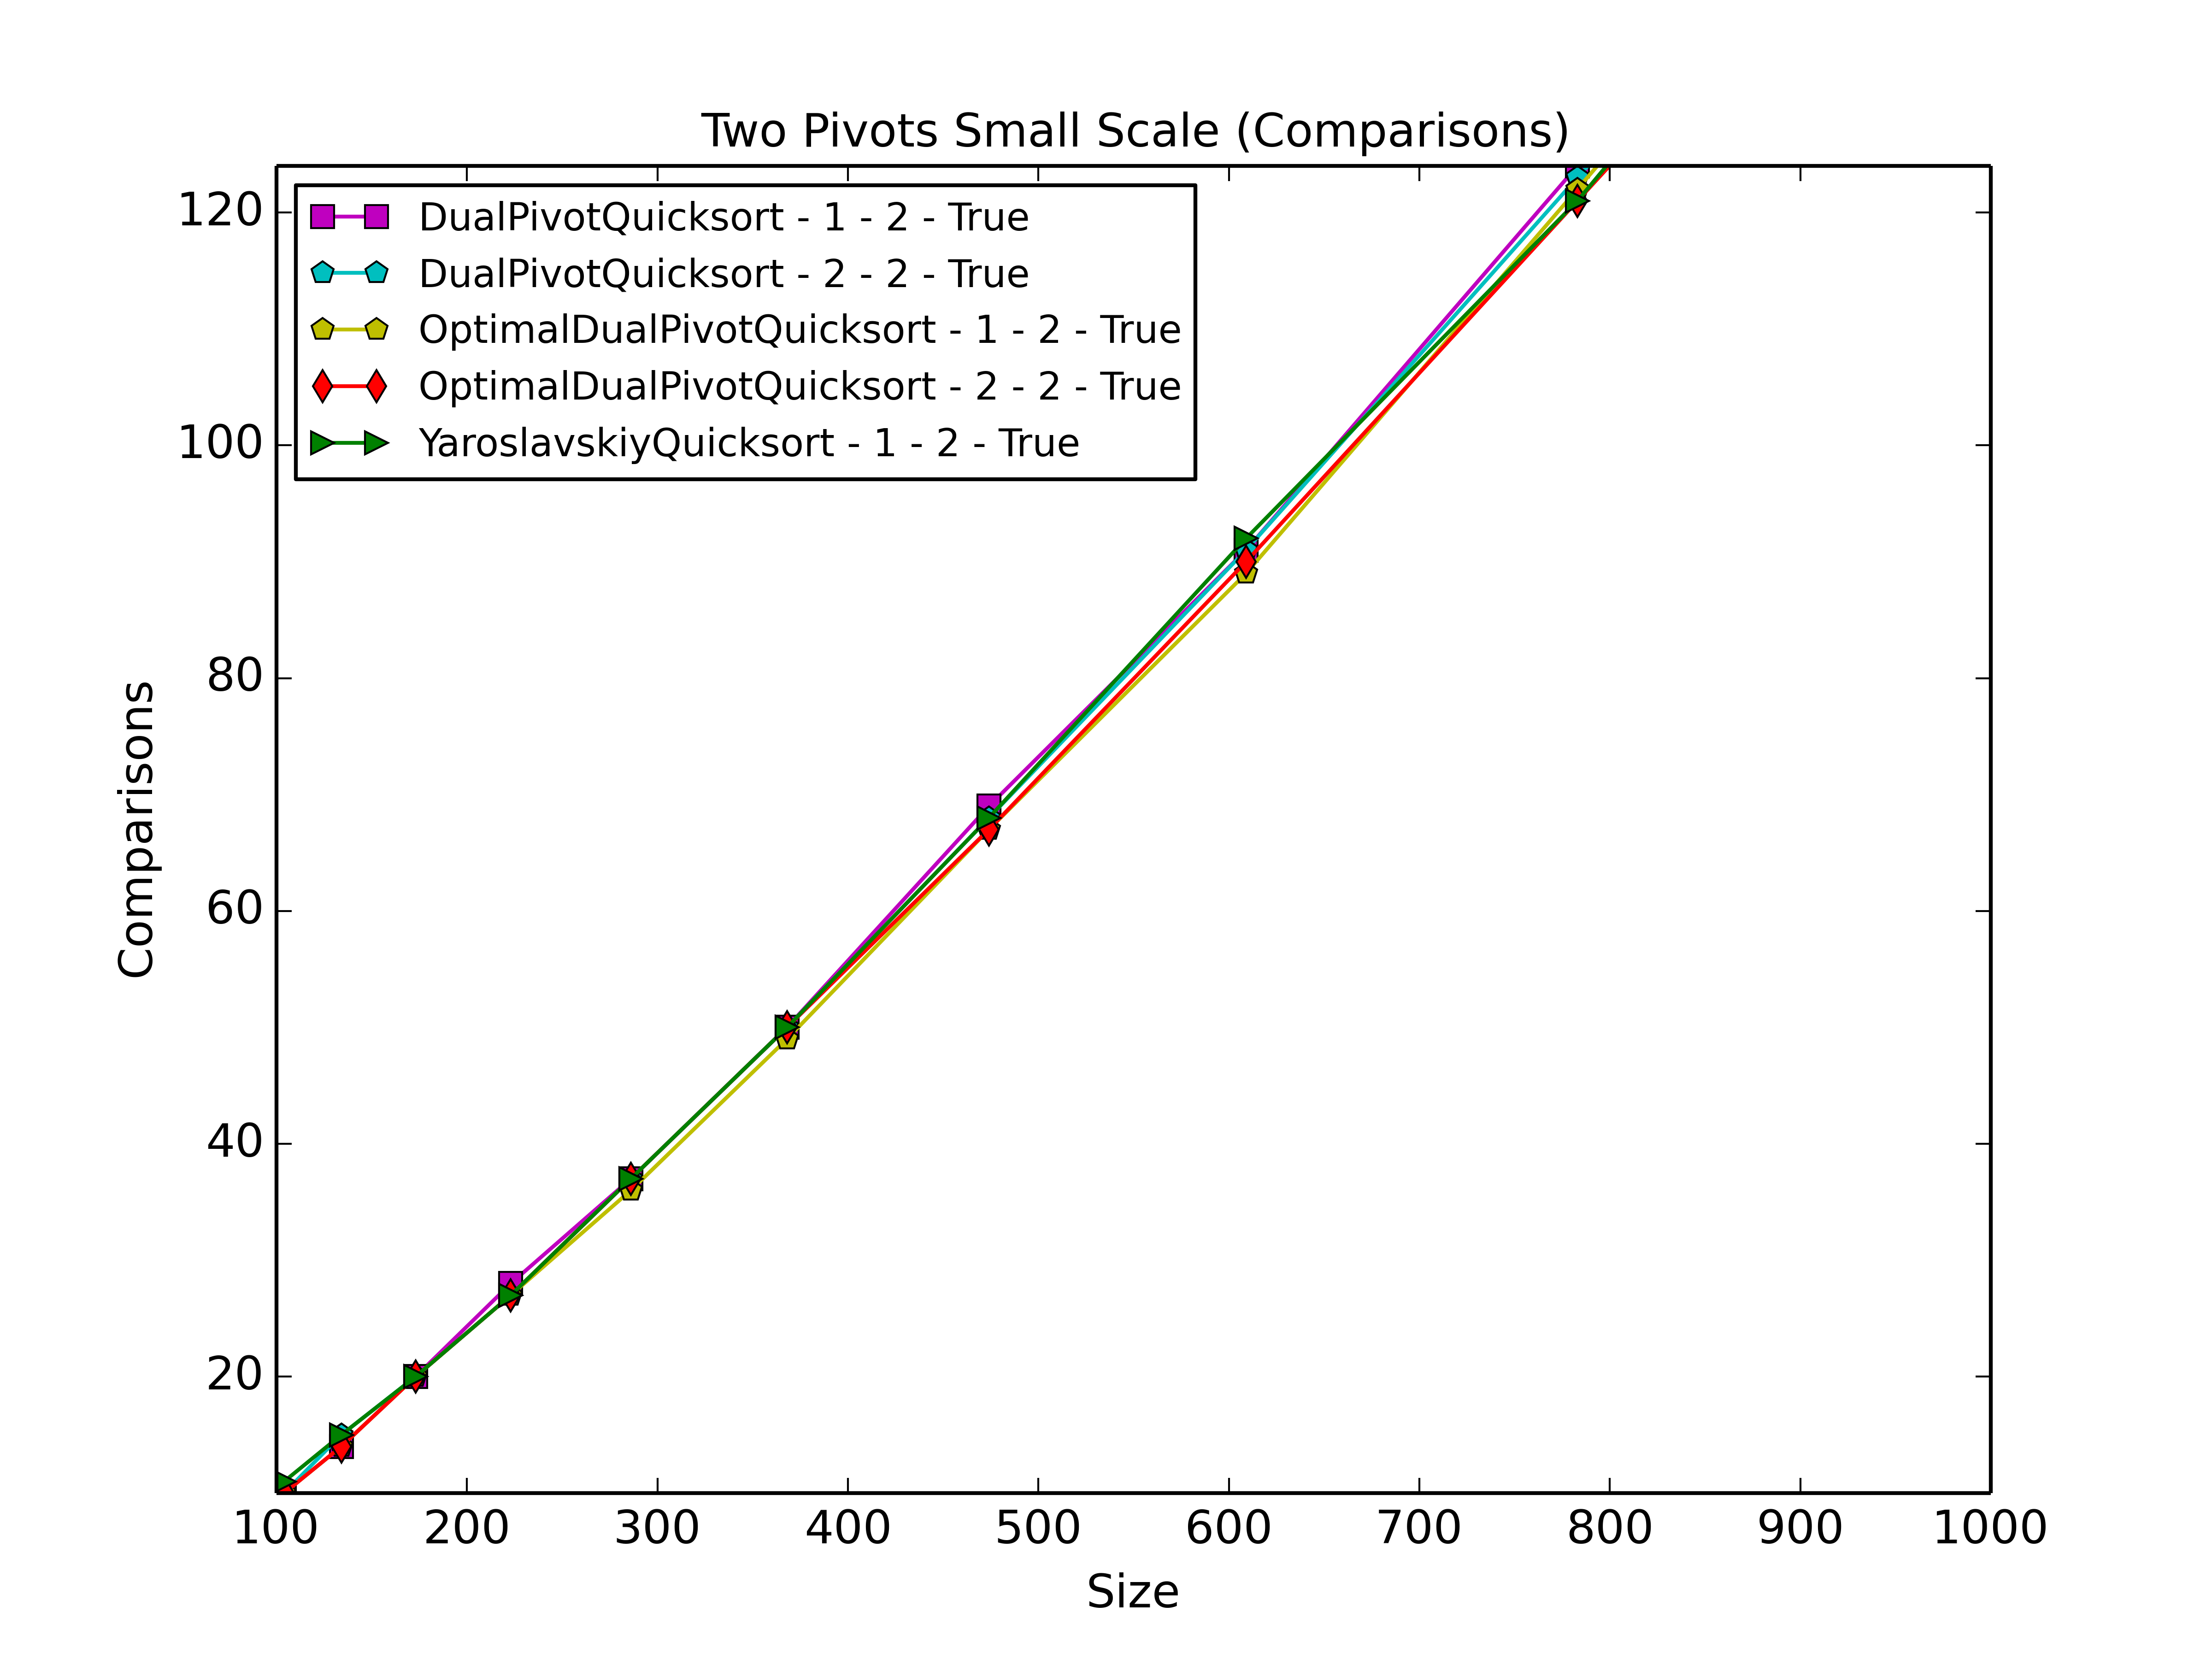 Two Pivots Small Scale (Comparisons)
120
100
80
60
40
20
Comparisons
DualPivotQuicksort - 1 - 2 - True
DualPivotQuicksort - 2 - 2 - True
OptimalDualPivotQuicksort - 1 - 2 - True
OptimalDualPivotQuicksort - 2 - 2 - True
YaroslavskiyQuicksort - 1 - 2 - True
100 200 300 400 500 600 700 800 900 1000
Size